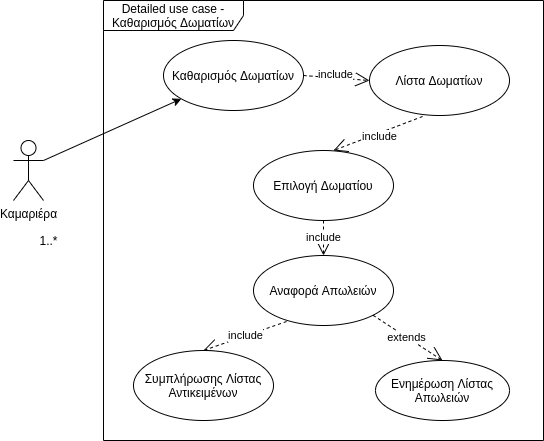 Detailed use case -
Καθαρισμός Δωματίων
Καθαρισμός Δωματίων
include
Λίστα Δωματίων
include
Επιλογή Δωματίου
Καμαριέρα
1..*
include
Αναφορά Απωλειών
include
extends
Συμπλήρωσης Λίστας
Αντικειμένων
Ενημέρωση Λίστας
Απωλειών